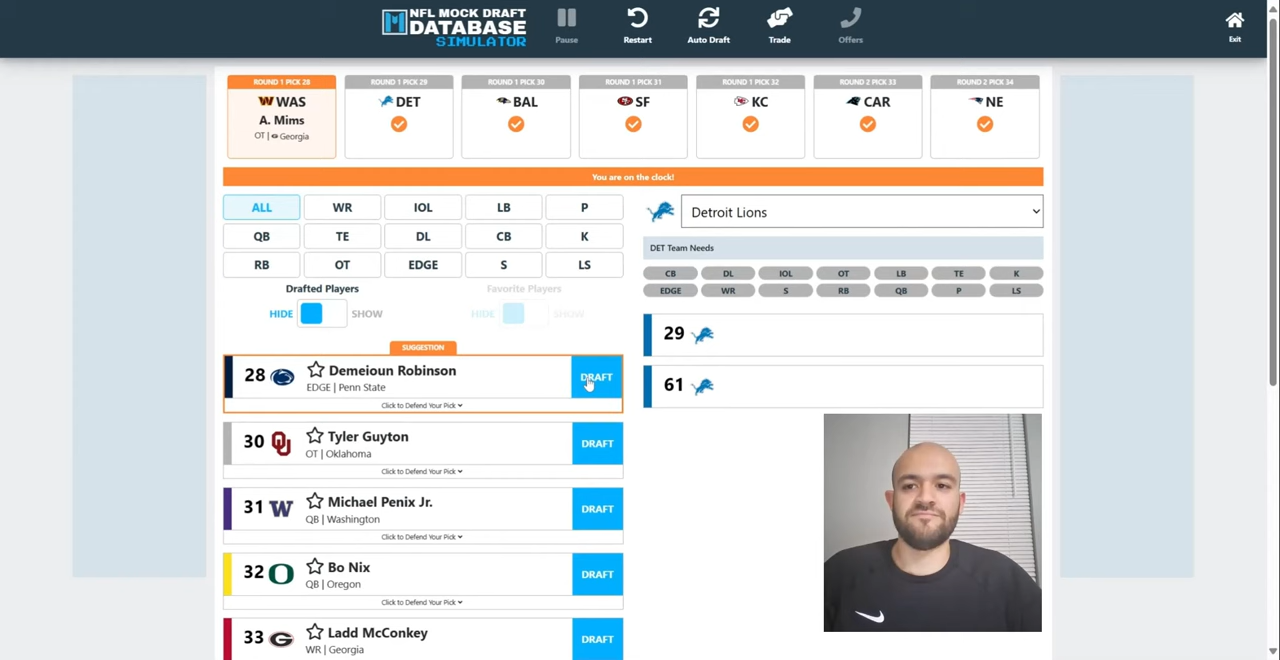 NFL MOCK DRAFT
DATABASE
SIMULATOR
Pause
Restart
Auto Draft
Trade
Offers
Exit
ROUND 1 PICK 28
WAS
A. Mims
OT | Georgia
ROUND 1 PICK 29
DET
ROUND 1 PICK 30
BAL
ROUND 1 PICK 31
SF
ROUND 1 PICK 32
KC
ROUND 2 PICK 33
CAR
ROUND 2 PICK 34
NE
You are on the clock!
ALL WR IOL LB P
QB TE DL CB K
RB OT EDGE S LS
Drafted Players
HIDE SHOW
Favorite Players
HIDE SHOW
SUGGESTION
28 Demeioun Robinson
EDGE | Penn State
DRAFT
Click to Defend Your Pick
30 Tyler Guyton
OT | Oklahoma
DRAFT
Click to Defend Your Pick
31 Michael Penix Jr.
QB | Washington
DRAFT
Click to Defend Your Pick
32 Bo Nix
QB | Oregon
DRAFT
Click to Defend Your Pick
33 Ladd McConkey
WR | Georgia
DRAFT
Detroit Lions
DET Team Needs
CB DL IOL OT LB TE K
EDGE WR S RB QB P LS
29
61